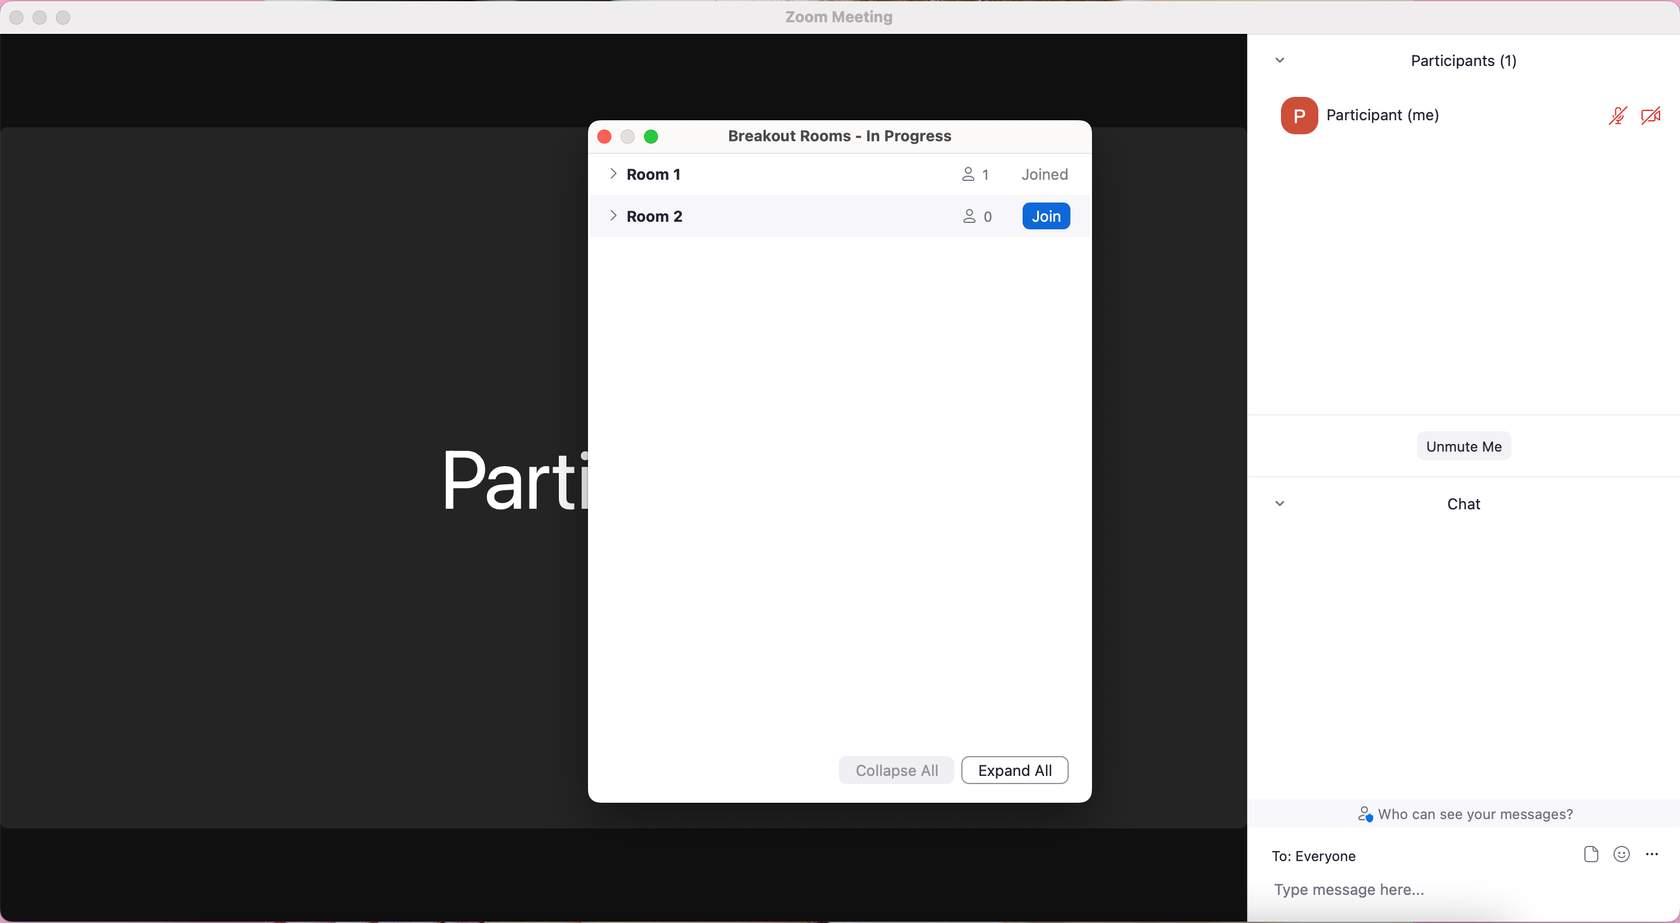 Zoom Meeting
Parti
Breakout Rooms - In Progress
Room 1 1 Joined
Room 2 0 Join
Collapse All Expand All
Participants (1)
P Participant (me)
Unmute Me
Chat
Who can see your messages?
To: Everyone
Type message here...